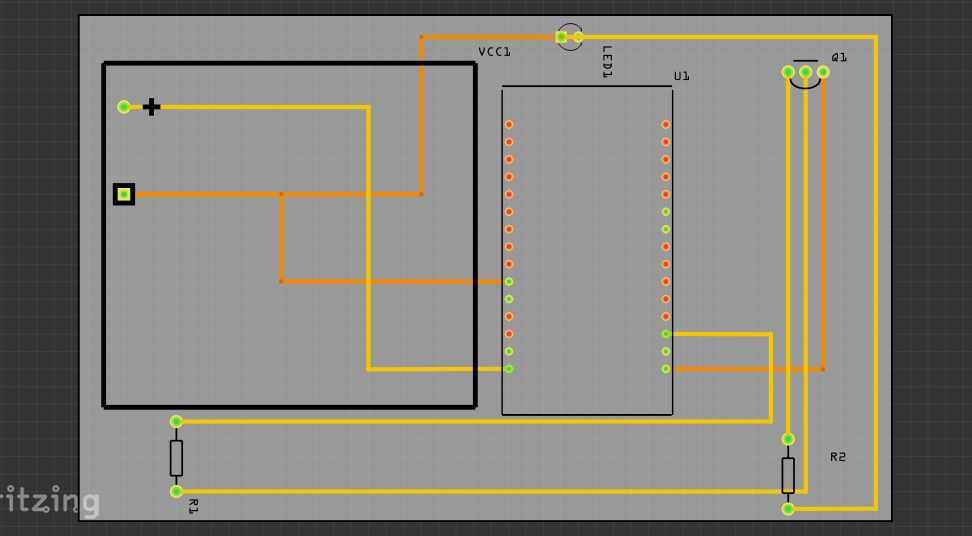 VCC1
LED1
Q1
U1
+
R2
R1
ritzing